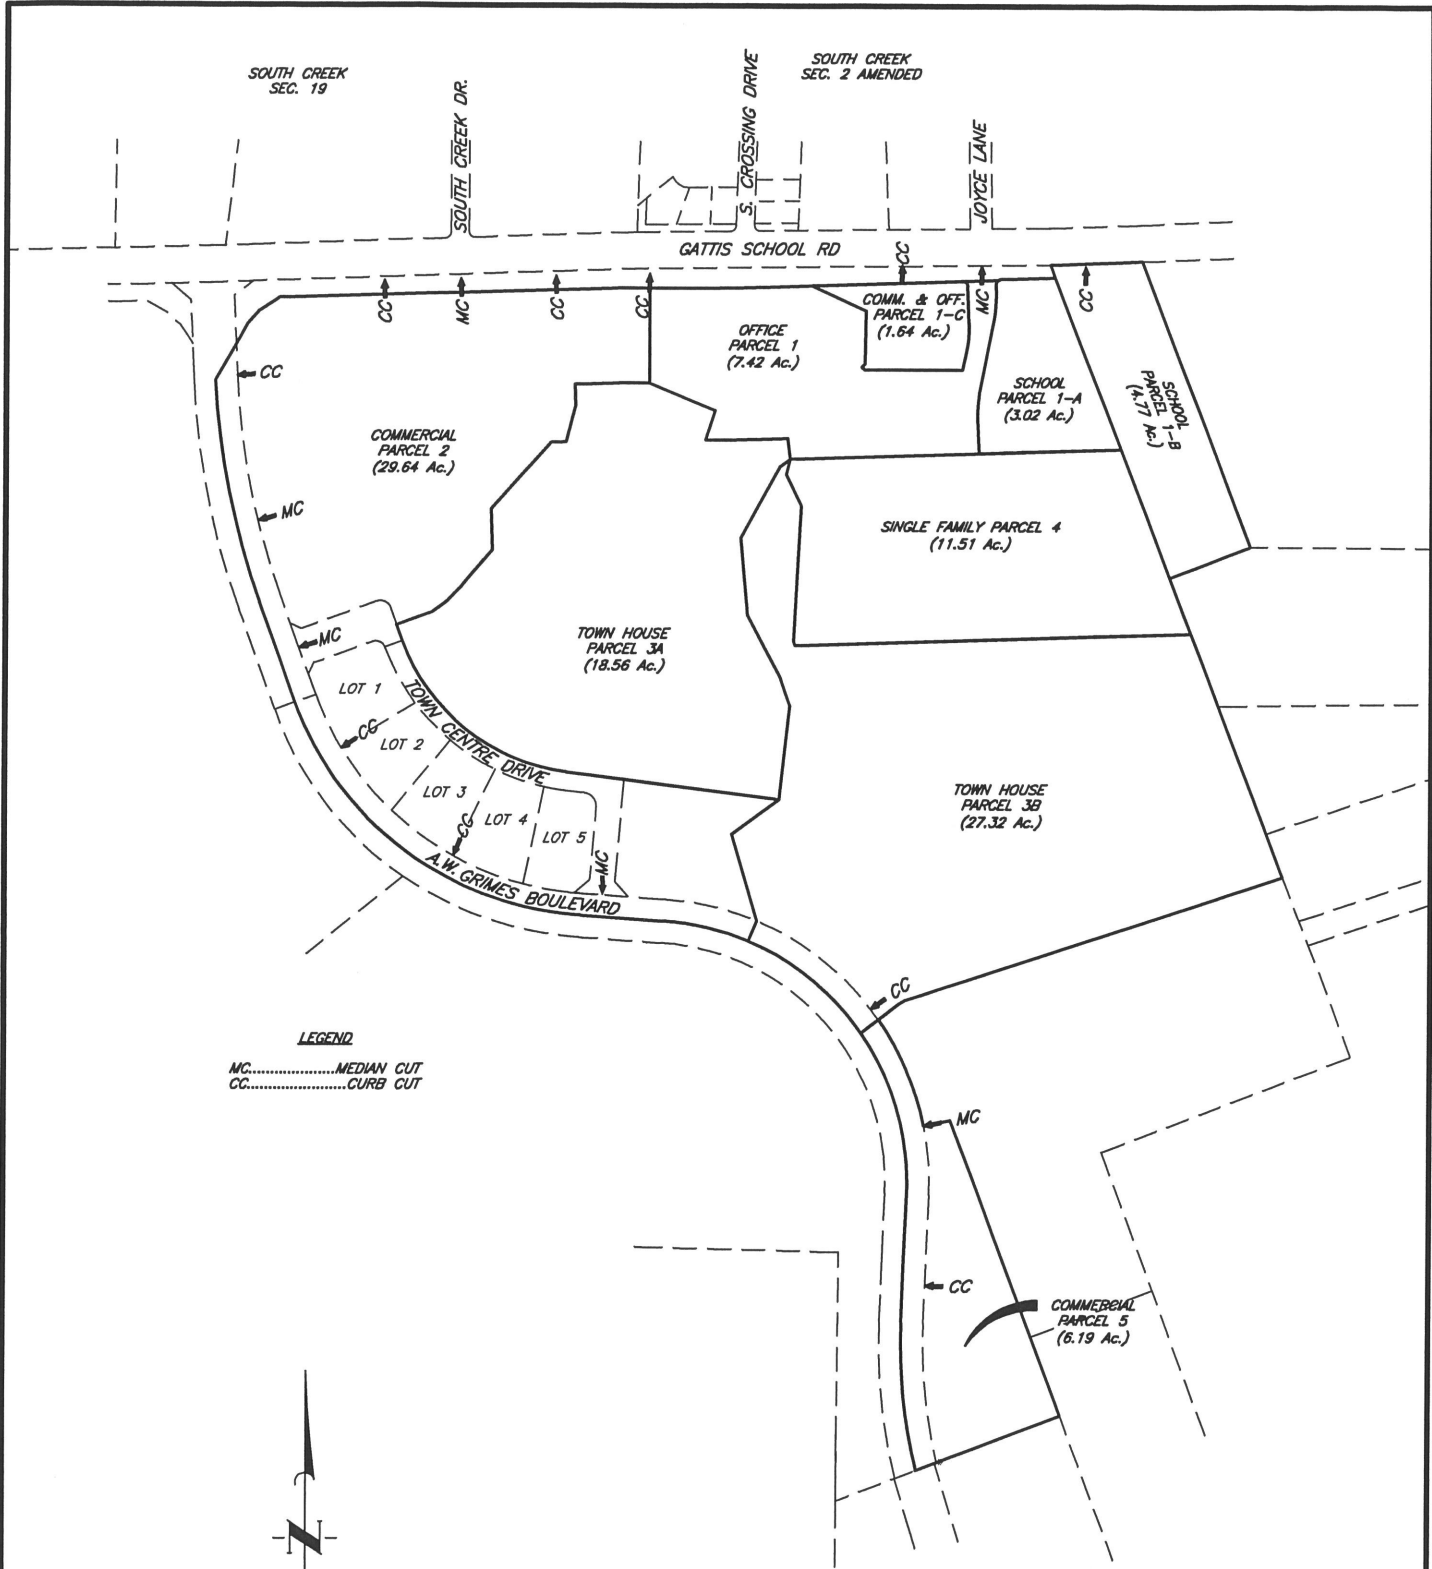 SOUTH CREEK
SEC. 19
SOUTH CREEK DR.
S. CROSSING DRIVE
SOUTH CREEK
SEC. 2 AMENDED
JOYCE LANE
GATTIS SCHOOL RD
CC
MC
CC
CC
CC
MC
CC
COMM. & OFF.
PARCEL 1-C
(1.64 Ac.)
OFFICE
PARCEL 1
(7.42 Ac.)
SCHOOL
PARCEL 1-A
(3.02 Ac.)
SCHOOL
PARCEL 1-B
(4.77 Ac.)
CC
COMMERCIAL
PARCEL 2
(29.64 Ac.)
MC
SINGLE FAMILY PARCEL 4
(11.51 Ac.)
MC
TOWN HOUSE
PARCEL 3A
(18.56 Ac.)
LOT 1
TOWN CENTRE DRIVE
CC
LOT 2
LOT 3
CC
LOT 4
LOT 5
MC
TOWN HOUSE
PARCEL 3B
(27.32 Ac.)
A.W. GRIMES BOULEVARD
CC
LEGEND
MC....................MEDIAN CUT
CC......................CURB CUT
MC
CC
COMMERCIAL
PARCEL 5
(6.19 Ac.)
N